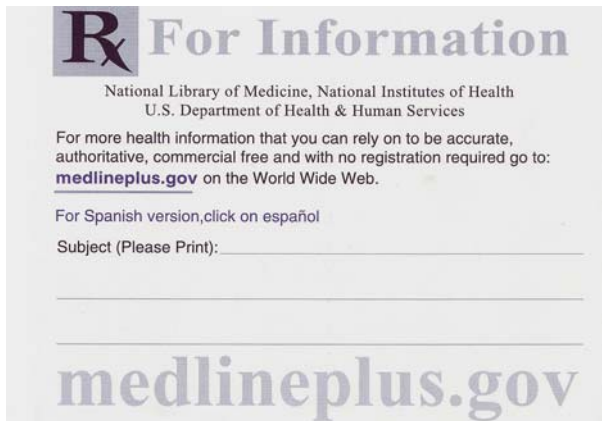 Rx For Information
National Library of Medicine, National Institutes of Health
U.S. Department of Health & Human Services
For more health information that you can rely on to be accurate,
authoritative, commercial free and with no registration required go to:
medlineplus.gov on the World Wide Web.
For Spanish version,click on español
Subject (Please Print):
medlineplus.gov